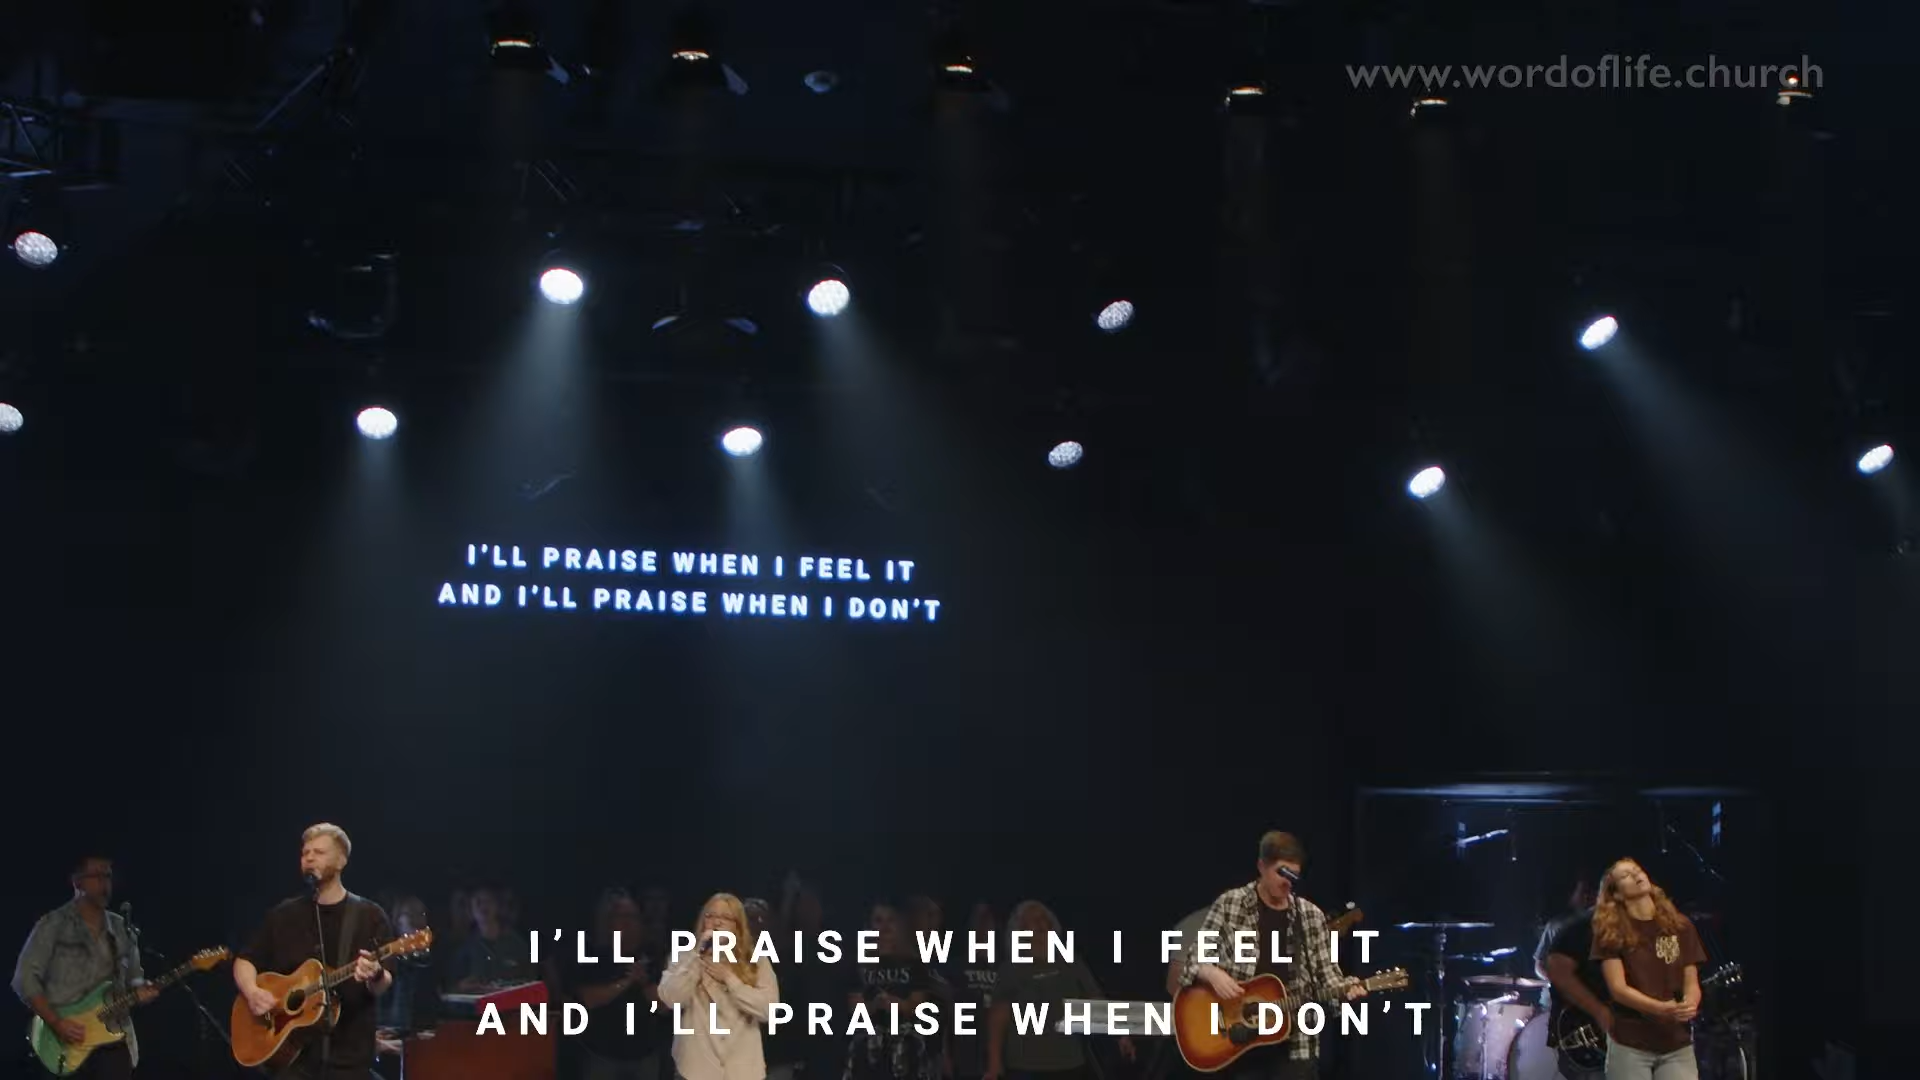 www.wordoflife.church
I’LL PRAISE WHEN I FEEL IT
AND I’LL PRAISE WHEN I DON’T
I’LL PRAISE WHEN I FEEL IT
AND I’LL PRAISE WHEN I DON’T
JESUS